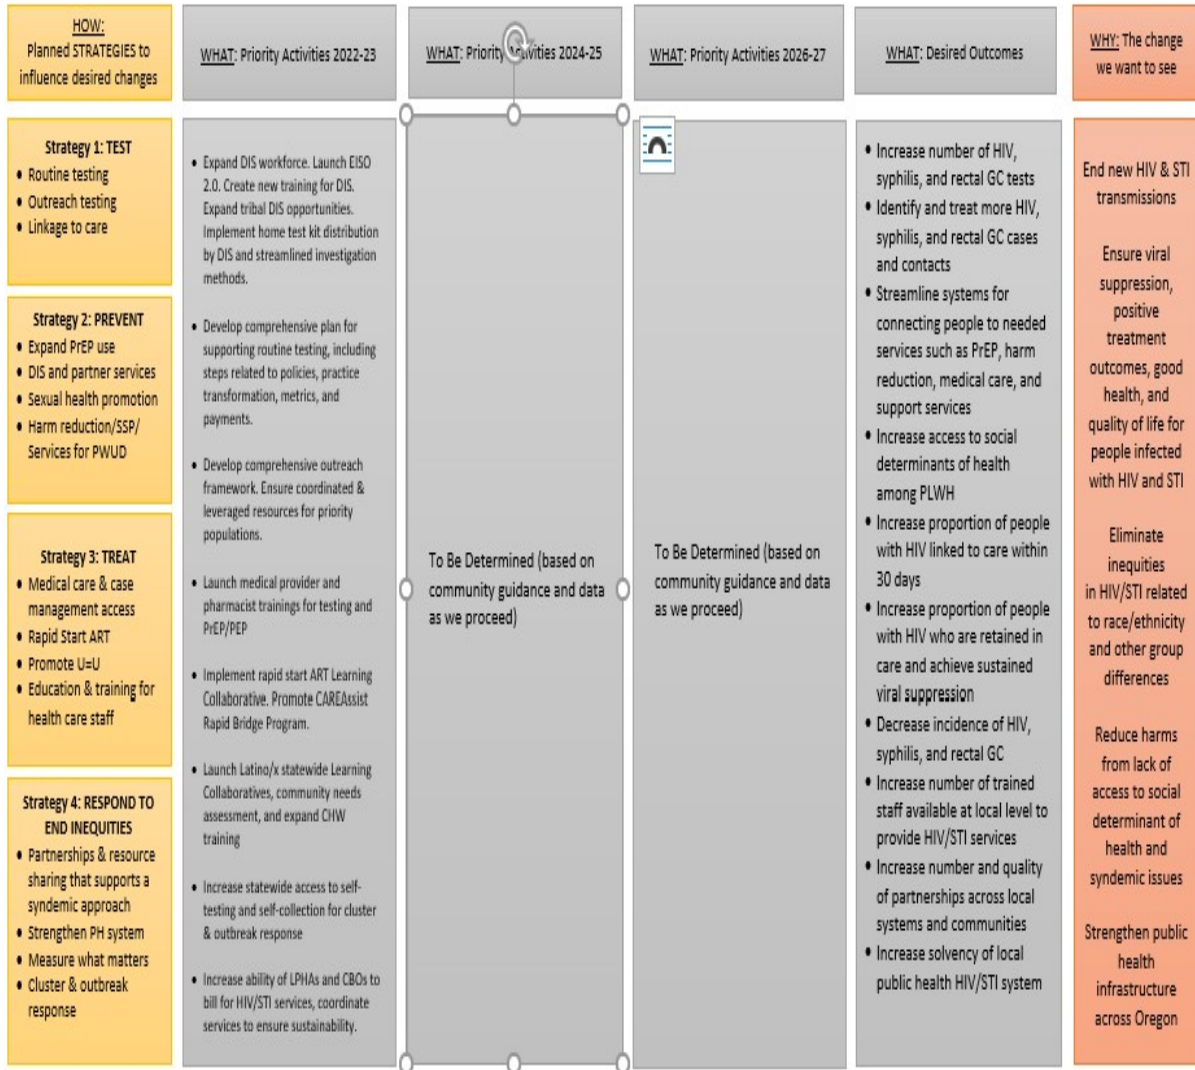 HOW:
Planned STRATEGIES to
influence desired changes
WHAT: Priority Activities 2022-23
WHAT: Priority Activities 2024-25
WHAT: Priority Activities 2026-27
WHAT: Desired Outcomes
WHY: The change
we want to see
Strategy 1: TEST
• Routine testing
• Outreach testing
• Linkage to care
Strategy 2: PREVENT
• Expand PrEP use
• DIS and partner services
• Sexual health promotion
• Harm reduction/SSP/
Services for PWUD
Strategy 3: TREAT
• Medical care & case
management access
• Rapid Start ART
• Promote U=U
• Education & training for
health care staff
Strategy 4: RESPOND TO
END INEQUITIES
• Partnerships & resource
sharing that supports a
syndemic approach
• Strengthen PH system
• Measure what matters
• Cluster & outbreak
response
• Expand DIS workforce. Launch EISO
2.0. Create new training for DIS.
Expand tribal DIS opportunities.
Implement home test kit distribution
by DIS and streamlined investigation
methods.
• Develop comprehensive plan for
supporting routine testing, including
steps related to policies, practice
transformation, metrics, and
payments.
• Develop comprehensive outreach
framework. Ensure coordinated &
leveraged resources for priority
populations.
• Launch medical provider and
pharmacist trainings for testing and
PrEP/PEP
• Implement rapid start ART Learning
Collaborative. Promote CAREAssist
Rapid Bridge Program.
• Launch Latino/x statewide Learning
Collaboratives, community needs
assessment, and expand CHW
training
• Increase statewide access to self-
testing and self-collection for cluster
& outbreak response
• Increase ability of LPHAs and CBOs to
bill for HIV/STI services, coordinate
services to ensure sustainability.
To Be Determined (based on
community guidance and data
as we proceed)
To Be Determined (based on
community guidance and data
as we proceed)
• Increase number of HIV,
syphilis, and rectal GC tests
• Identify and treat more HIV,
syphilis, and rectal GC cases
and contacts
• Streamline systems for
connecting people to needed
services such as PrEP, harm
reduction, medical care, and
support services
• Increase access to social
determinants of health
among PLWH
• Increase proportion of people
with HIV linked to care within
30 days
• Increase proportion of people
with HIV who are retained in
care and achieve sustained
viral suppression
• Decrease incidence of HIV,
syphilis, and rectal GC
• Increase number of trained
staff available at local level to
provide HIV/STI services
• Increase number and quality
of partnerships across local
systems and communities
• Increase solvency of local
public health HIV/STI system
End new HIV & STI
transmissions
Ensure viral
suppression,
positive
treatment
outcomes, good
health, and
quality of life for
people infected
with HIV and STI
Eliminate
inequities
in HIV/STI related
to race/ethnicity
and other group
differences
Reduce harms
from lack of
access to social
determinant of
health and
syndemic issues
Strengthen public
health
infrastructure
across Oregon